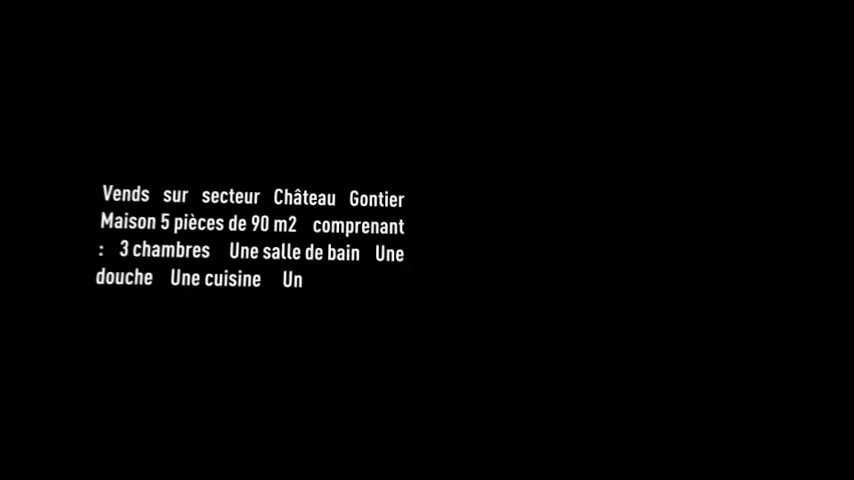 Vends sur secteur Château Gontier
Maison 5 pièces de 90 m2 comprenant
: 3 chambres Une salle de bain Une
douche Une cuisine Un